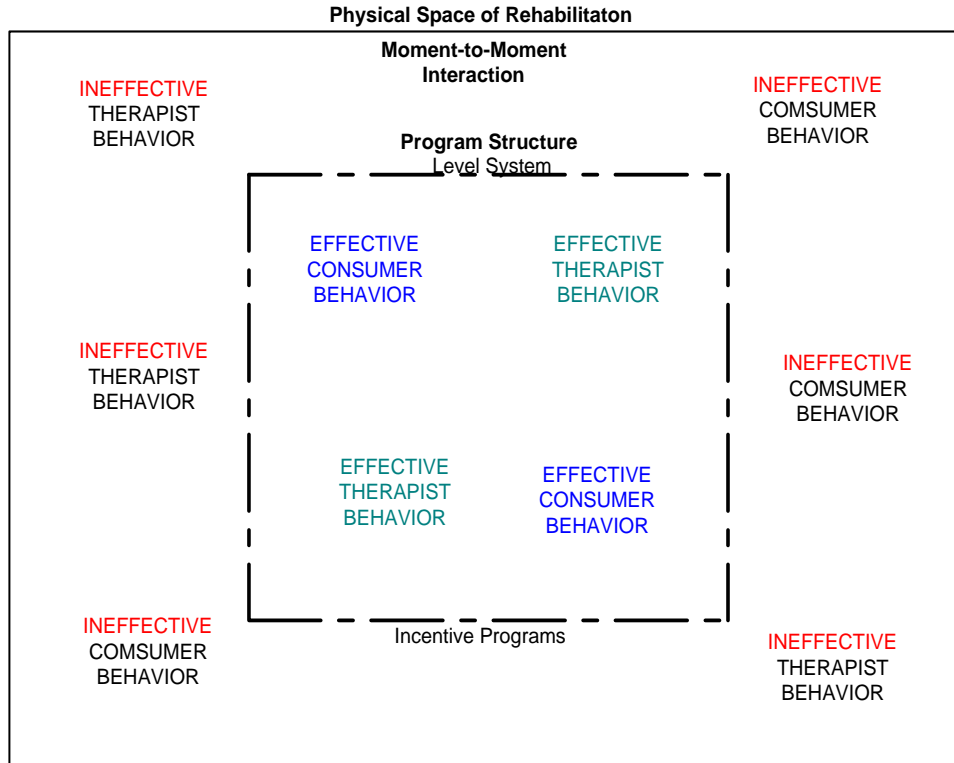 Physical Space of Rehabilitaton
Moment-to-Moment
Interaction
INEFFECTIVE
THERAPIST
BEHAVIOR
INEFFECTIVE
COMSUMER
BEHAVIOR
Program Structure
Level System
EFFECTIVE
CONSUMER
BEHAVIOR
EFFECTIVE
THERAPIST
BEHAVIOR
INEFFECTIVE
THERAPIST
BEHAVIOR
INEFFECTIVE
COMSUMER
BEHAVIOR
EFFECTIVE
THERAPIST
BEHAVIOR
EFFECTIVE
CONSUMER
BEHAVIOR
INEFFECTIVE
COMSUMER
BEHAVIOR
Incentive Programs
INEFFECTIVE
THERAPIST
BEHAVIOR